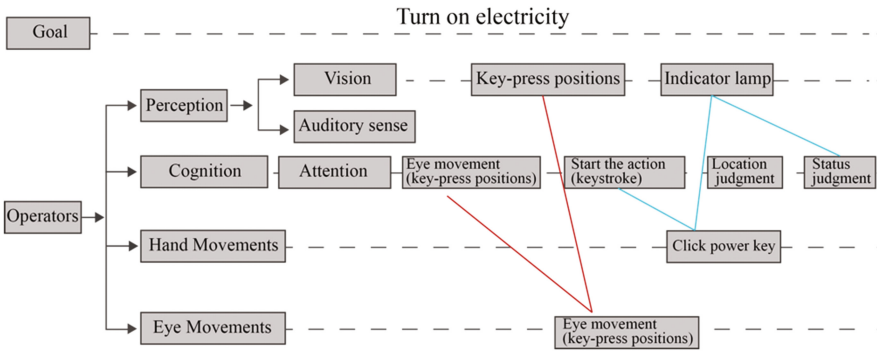 Turn on electricity
Goal
Vision
Key-press positions
Indicator lamp
Perception
Auditory sense
Cognition
Attention
Eye movement
(key-press positions)
Start the action
(keystroke)
Location
judgment
Status
judgment
Operators
Hand Movements
Click power key
Eye Movements
Eye movement
(key-press positions)